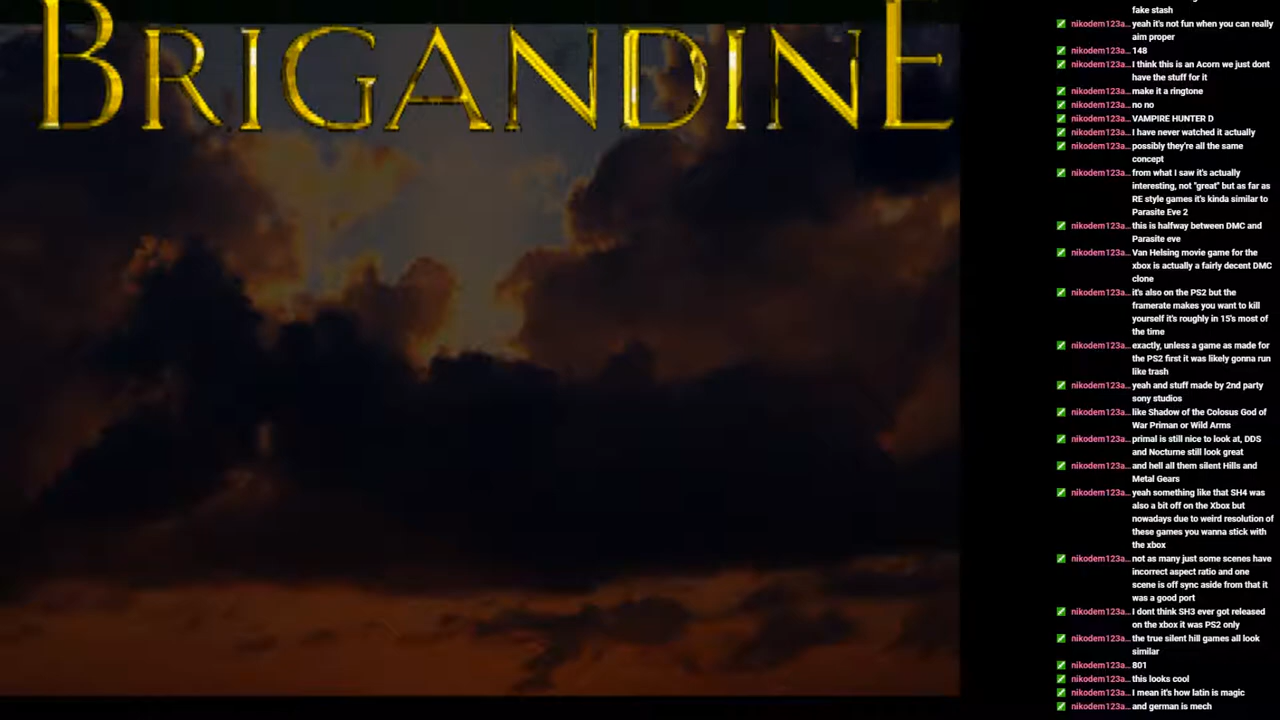 BRIGANDINE
fake stash
nikodem123a... yeah it's not fun when you can really
aim proper
nikodem123a... 148
nikodem123a... I think this is an Acorn we just dont
have the stuff for it
nikodem123a... make it a ringtone
nikodem123a... no no
nikodem123a... VAMPIRE HUNTER D
nikodem123a... I have never watched it actually
nikodem123a... possibly they're all the same
concept
nikodem123a... from what I saw it's actually
interesting, not "great" but as far as
RE style games it's kinda similar to
Parasite Eve 2
nikodem123a... this is halfway between DMC and
Parasite eve
nikodem123a... Van Helsing movie game for the
xbox is actually a fairly decent DMC
clone
nikodem123a... it's also on the PS2 but the
framerate makes you want to kill
yourself it's roughly in 15's most of
the time
nikodem123a... exactly, unless a game as made for
the PS2 first it was likely gonna run
like trash
nikodem123a... yeah and stuff made by 2nd party
sony studios
nikodem123a... like Shadow of the Colosus God of
War Priman or Wild Arms
nikodem123a... primal is still nice to look at, DDS
and Nocturne still look great
nikodem123a... and hell all them silent Hills and
Metal Gears
nikodem123a... yeah something like that SH4 was
also a bit off on the Xbox but
nowadays due to weird resolution of
these games you wanna stick with
the xbox
nikodem123a... not as many just some scenes have
incorrect aspect ratio and one
scene is off sync aside from that it
was a good port
nikodem123a... I dont think SH3 ever got released
on the xbox it was PS2 only
nikodem123a... the true silent hill games all look
similar
nikodem123a... 801
nikodem123a... this looks cool
nikodem123a... I mean it's how latin is magic
nikodem123a... and german is mech